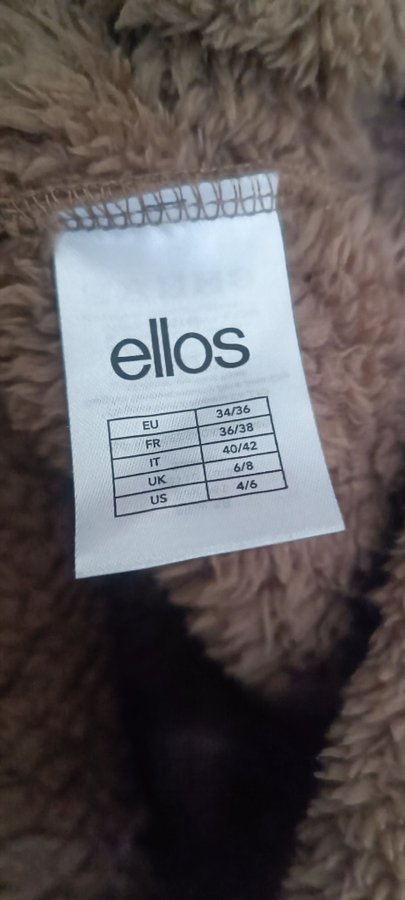 ellos
EU 34/36
FR 36/38
IT 40/42
UK 6/8
US 4/6